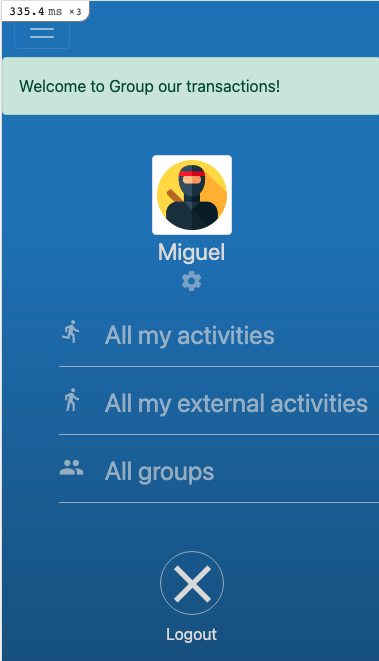 335.4 ms ×3
Welcome to Group our transactions!
Miguel
All my activities
All my external activities
All groups
Logout